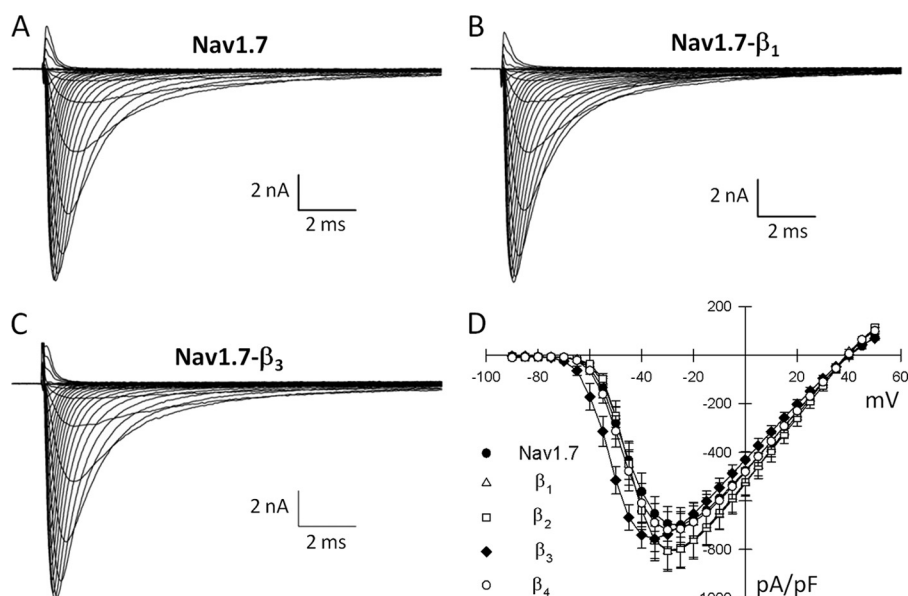 A
Nav1.7
2 nA
2 ms
B
Nav1.7-β1
2 nA
2 ms
C
Nav1.7-β3
2 nA
2 ms
D
200
-100 -80 -60 -40 -20 0 20 40 60
mV
-200
-400
-800
-1000
pA/pF
Nav1.7
β1
β2
β3
β4